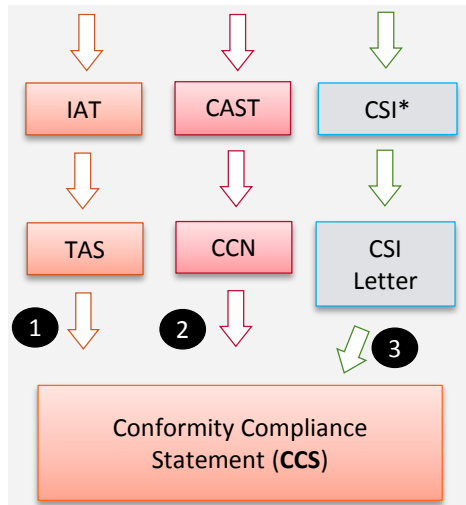 IAT
CAST
CSI*
TAS
CCN
CSI
Letter
1
2
3
Conformity Compliance
Statement (CCS)